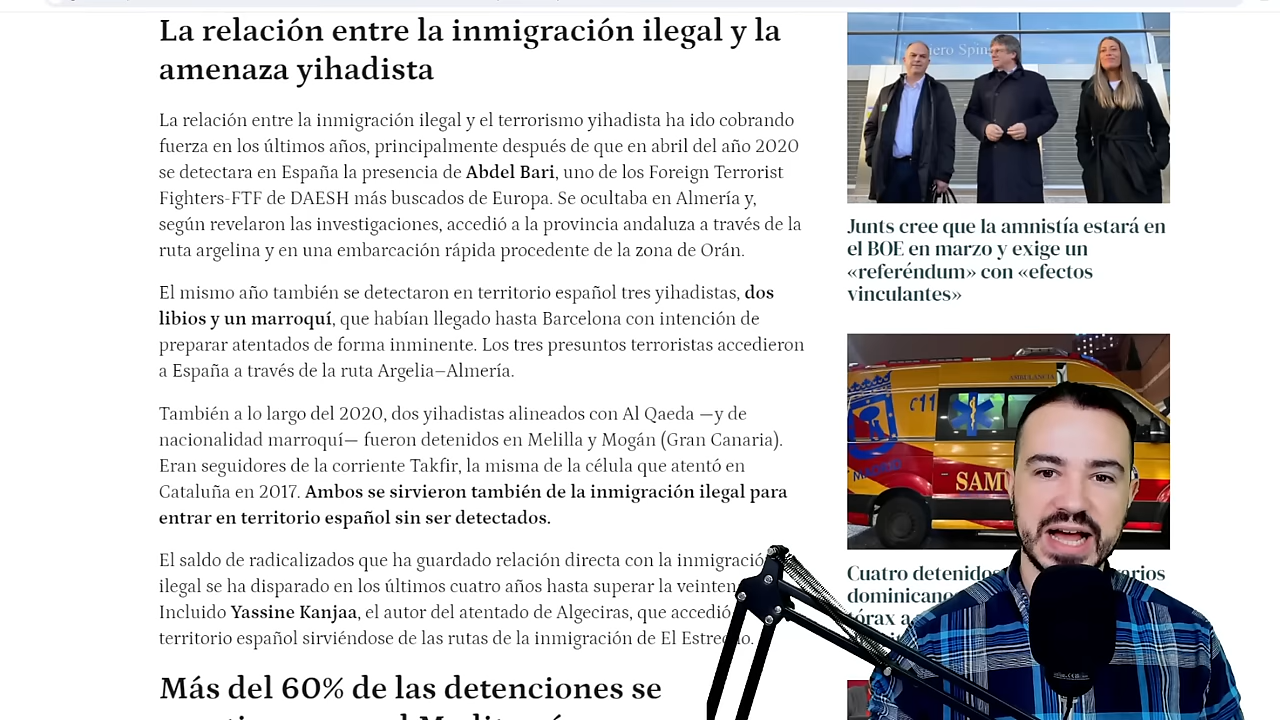 La relación entre la inmigración ilegal y la
amenaza yihadista
La relación entre la inmigración ilegal y el terrorismo yihadista ha ido cobrando
fuerza en los últimos años, principalmente después de que en abril del año 2020
se detectara en España la presencia de Abdel Bari, uno de los Foreign Terrorist
Fighters-FTF de DAESH más buscados de Europa. Se ocultaba en Almería y,
según revelaron las investigaciones, accedió a la provincia andaluza a través de la
ruta argelina y en una embarcación rápida procedente de la zona de Orán.
El mismo año también se detectaron en territorio español tres yihadistas, dos
libios y un marroquí, que habían llegado hasta Barcelona con intención de
preparar atentados de forma inminente. Los tres presuntos terroristas accedieron
a España a través de la ruta Argelia–Almería.
También a lo largo del 2020, dos yihadistas alineados con Al Qaeda —y de
nacionalidad marroquí— fueron detenidos en Melilla y Mogán (Gran Canaria).
Eran seguidores de la corriente Takfir, la misma de la célula que atentó en
Cataluña en 2017. Ambos se sirvieron también de la inmigración ilegal para
entrar en territorio español sin ser detectados.
El saldo de radicalizados que ha guardado relación directa con la
ilegal se ha disparado en los últimos cuatro años hasta superar la
Incluido Yassine Kanjaa, el autor del atentado de Algeciras, que accedió
territorio español sirviéndose de las rutas de la inmigración de El
Más del 60% de las detenciones se
Junts cree que la amnistía estará en
el BOE en marzo y exige un
«referéndum» con «efectos
vinculantes»
AMBULANCIA
MADRID
Cuatro detenidos